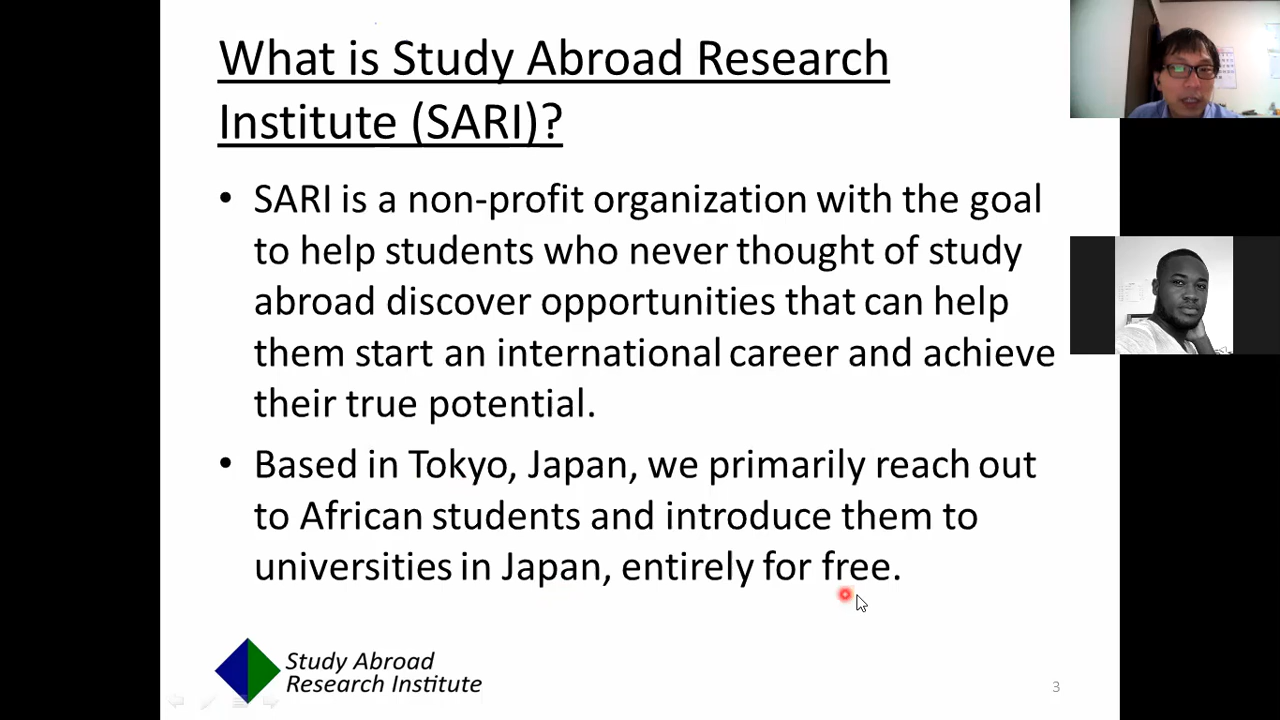 What is Study Abroad Research
Institute (SARI)?
• SARI is a non-profit organization with the goal
to help students who never thought of study
abroad discover opportunities that can help
them start an international career and achieve
their true potential.
• Based in Tokyo, Japan, we primarily reach out
to African students and introduce them to
universities in Japan, entirely for free.
Study Abroad
Research Institute
3